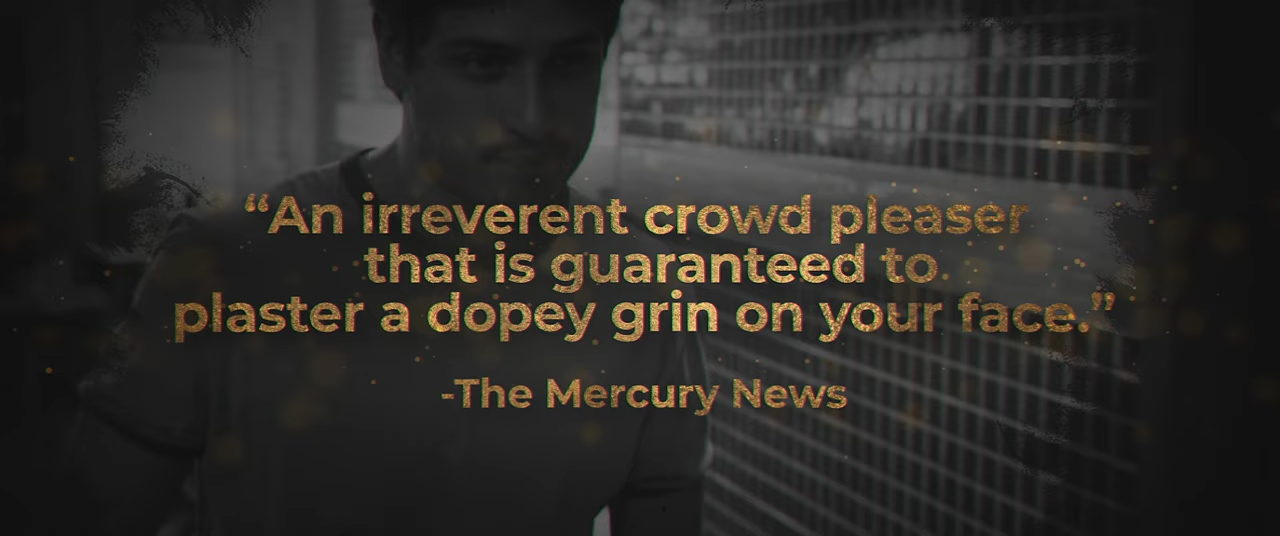 “An irreverent crowd pleaser
that is guaranteed to
plaster a dopey grin on your face.”
-The Mercury News